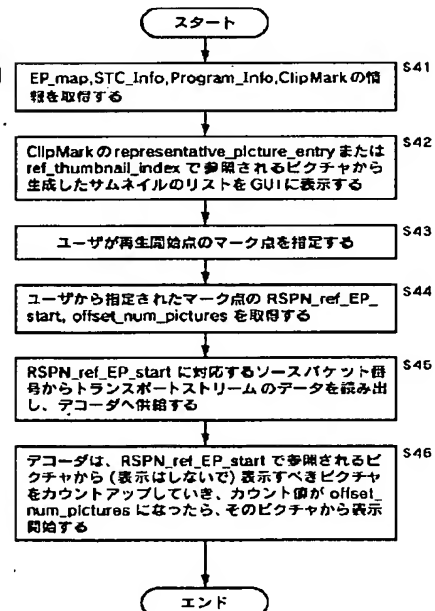 スタート
S41
EP_map,STC_Info,Program_Info,ClipMarkの情
報を取得する
S42
ClipMarkのrepresentative_picture_entryまたは
ref_thumbnail_indexで参照されるピクチャから
生成したサムネイルのリストをGUIに表示する
S43
ユーザが再生開始点のマーク点を指定する
S44
ユーザから指定されたマーク点のRSPN_ref_EP_
start, offset_num_picturesを取得する
S45
RSPN_ref_EP_startに対応するソースパケット番
号からトランスポートストリームのデータを読み出
し、デコーダへ供給する
S46
デコーダは、RSPN_ref_EP_startで参照されるピ
クチャから(表示はしないで)表示すべきピクチャ
をカウントアップしていき、カウント値がoffset_
num_picturesになったら、そのピクチャから表示
開始する
エンド